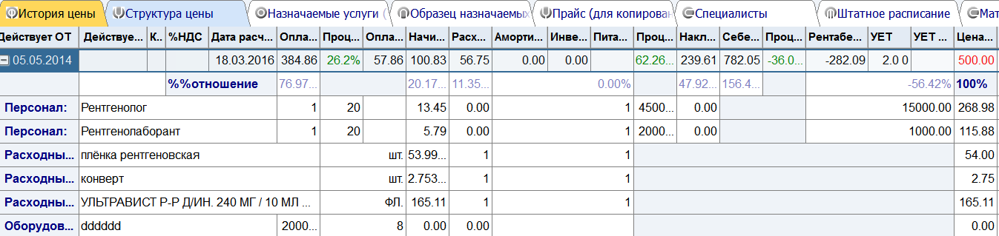 История цены Структура цены Назначаемые услуги ( Образец назначаемых Прайс (для копирован Специалисты Штатное расписание Мат
Действует ОТ Действуе... К... %НДС Дата расч... Опла... Проц... Опла... Начи... Расх... Аморти... Инве... Пита... Проц... Накл... Себе... Проц... Рентабе... УЕТ УЕТ ... Цена...
05.05.2014 18.03.2016 384.86 26.2% 57.86 100.83 56.75 0.00 0.00 62.26... 239.61 782.05 -36.0... -282.09 2.0 0 500.00
%%отношение 76.97... 20.17... 11.35... 0.00% 47.92... 156.4... -56.42% 100%
Персонал: Рентгенолог 1 20 13.45 0.00 1 4500... 0.00 15000.00 268.98
Персонал: Рентгенолаборант 1 20 5.79 0.00 1 2000... 0.00 1000.00 115.88
Расходны... плёнка рентгеновская шт. 53.99... 1 1 54.00
Расходны... конверт шт. 2.753... 1 1 2.75
Расходны... УЛЬТРАВИСТ Р-Р Д/ИН. 240 МГ / 10 МЛ ... ФЛ. 165.11 1 1 165.11
Оборудов... dddddd 2000... 8 0.00 0.00 0.00